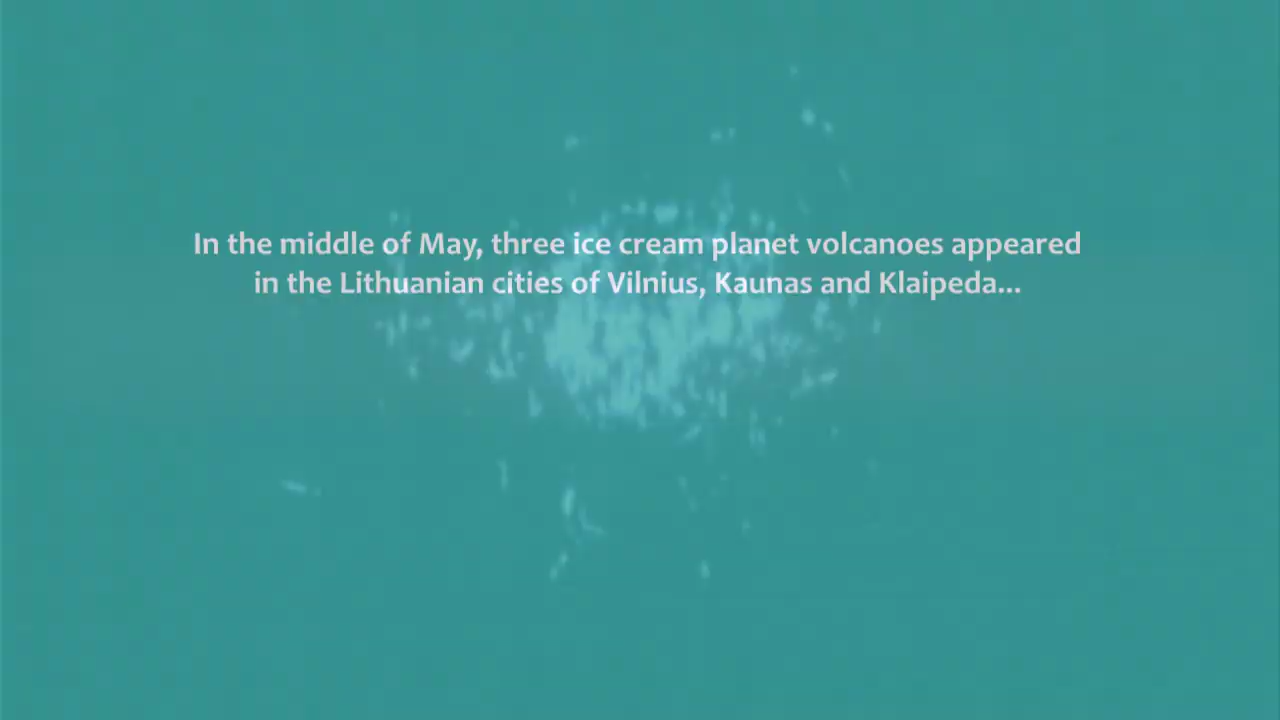 In the middle of May, three ice cream planet volcanoes appeared
in the Lithuanian cities of Vilnius, Kaunas and Klaipeda...